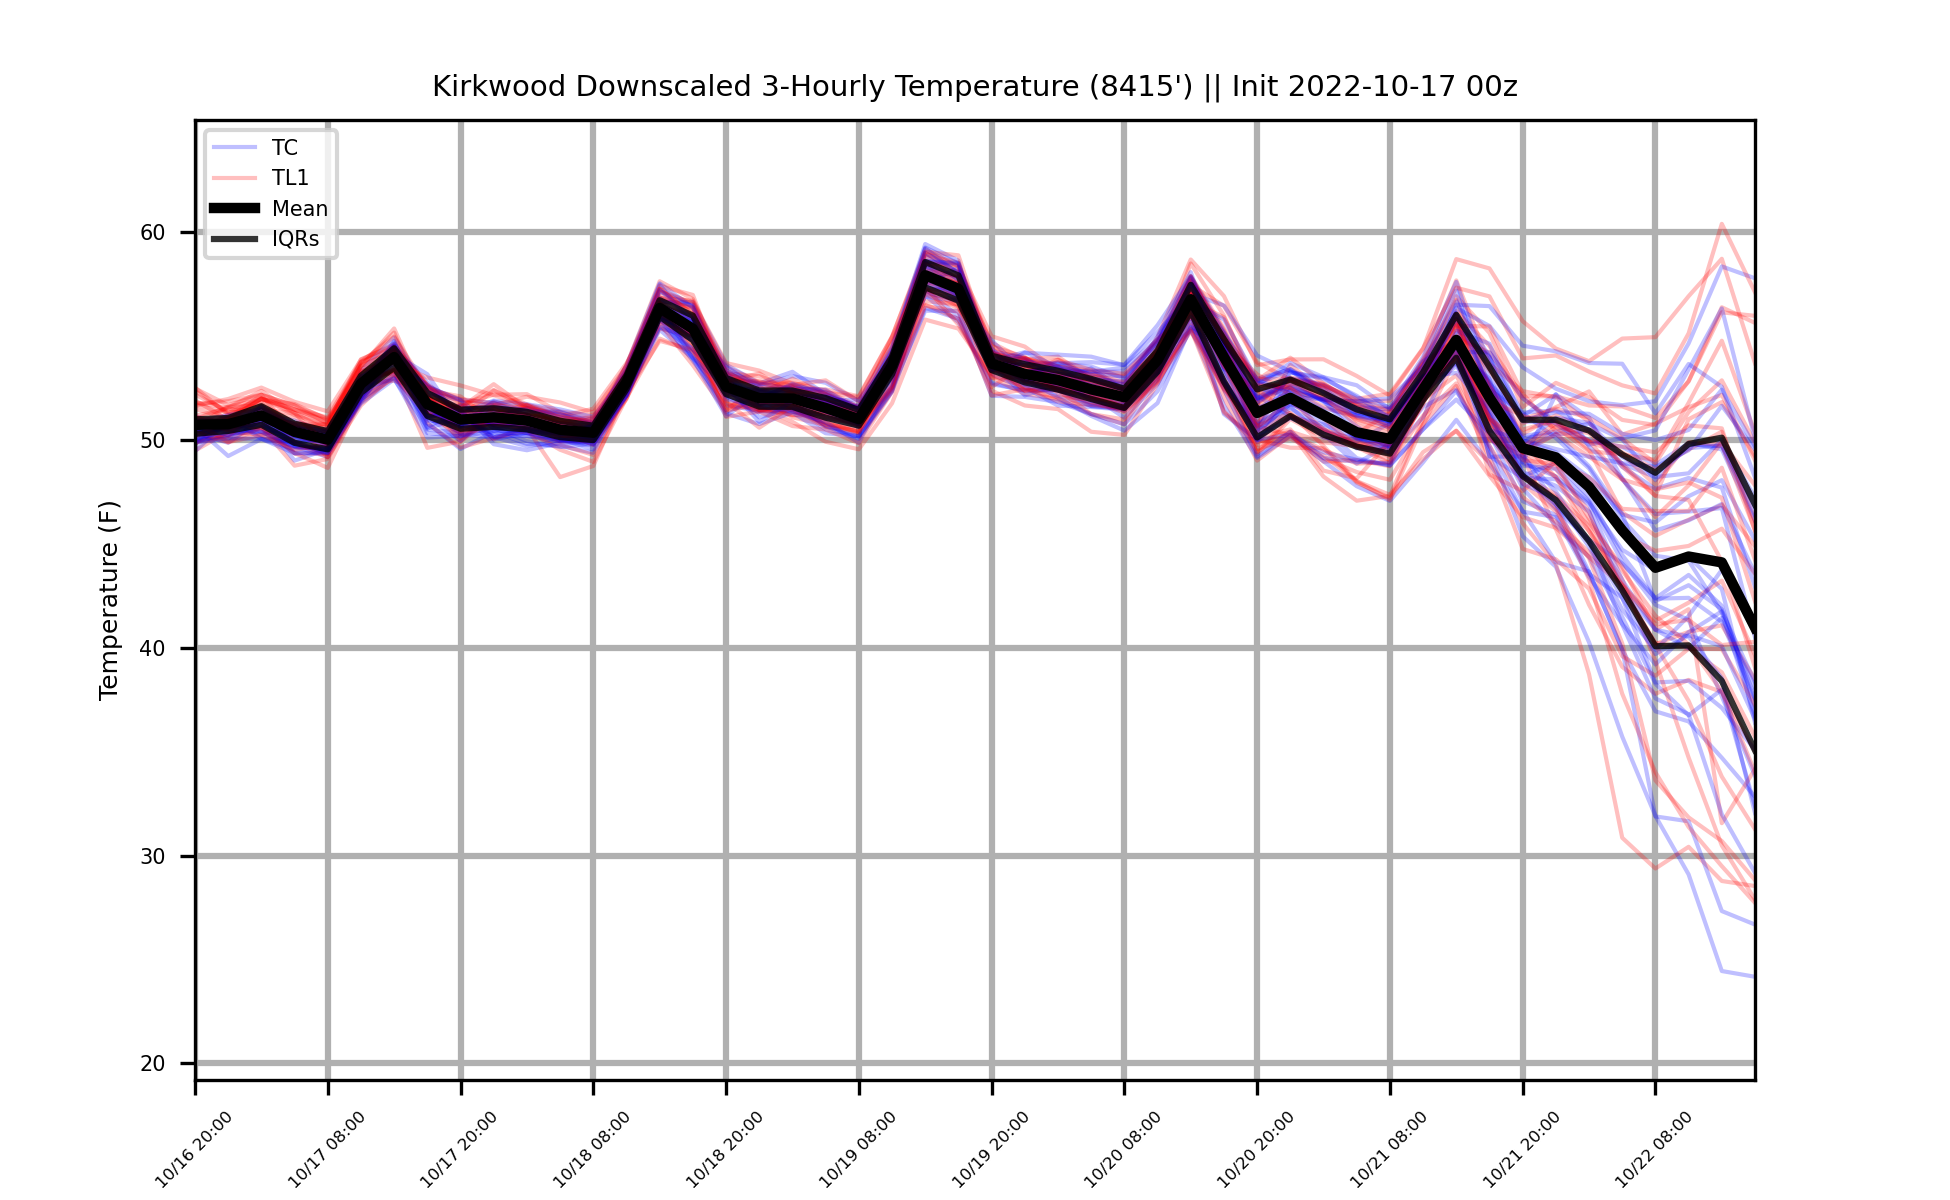 Kirkwood Downscaled 3-Hourly Temperature (8415') || Init 2022-10-17 00z
TC
TL1
Mean
IQRs
Temperature (F)
60
50
40
30
20
10/16 20:00
10/17 08:00
10/17 20:00
10/18 08:00
10/18 20:00
10/19 08:00
10/19 20:00
10/20 08:00
10/20 20:00
10/21 08:00
10/21 20:00
10/22 08:00